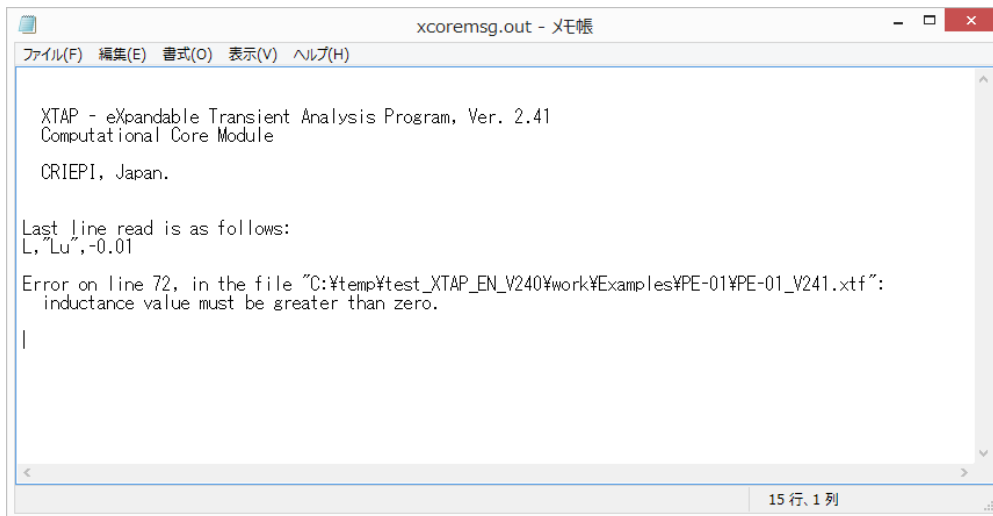 xcoremsg.out - メモ帳
ファイル(F) 編集(E) 書式(O) 表示(V) ヘルプ(H)
XTAP - eXpandable Transient Analysis Program, Ver. 2.41
Computational Core Module
CRIEPI, Japan.
Last line read is as follows:
L,"Lu",-0.01
Error on line 72, in the file "C:¥temp¥test_XTAP_EN_V240¥work¥Examples¥PE-01¥PE-01_V241.xtf":
inductance value must be greater than zero.
15 行、1 列